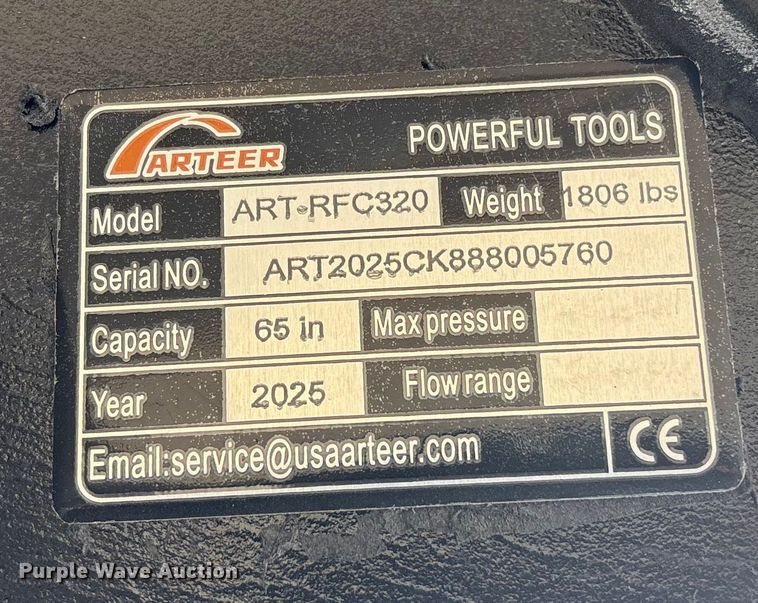 ARTEER POWERFUL TOOLS
Model ART-RFC320 Weight 1806 lbs
Serial NO. ART2025CK888005760
Capacity 65 in Max pressure
Year 2025 Flow range
Email:service@usaarteer.com CE
Purple Wave Auction